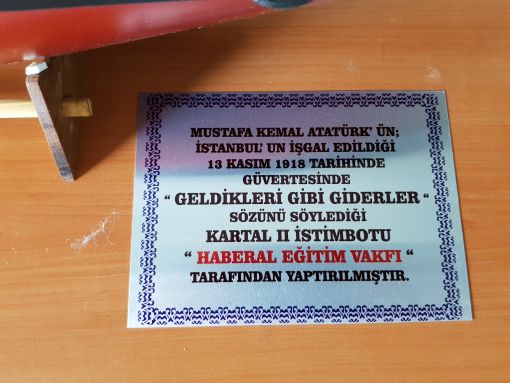 MUSTAFA KEMAL ATATÜRK' ÜN;
İSTANBUL' UN İŞGAL EDİLDİĞİ
13 KASIM 1918 TARİHİNDE
GÜVERTESİNDE
" GELDİKLERİ GİBİ GİDERLER "
SÖZÜNÜ SÖYLEDİĞİ
KARTAL II İSTİMBOTU
" HABERAL EĞİTİM VAKFI "
TARAFINDAN YAPTIRILMIŞTIR.